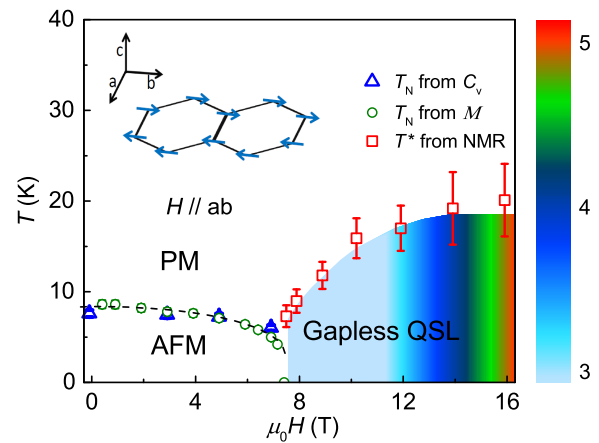 40
30
20
10
0
T (K)
c
a
b
T_N from C_v
T_N from M
T* from NMR
H // ab
PM
AFM
Gapless QSL
0
4
8
12
16
μ₀H (T)
5
4
3